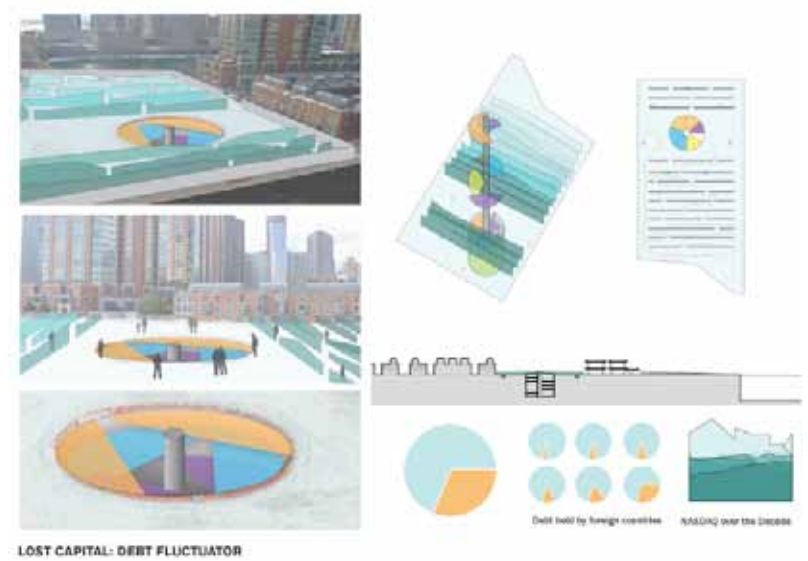 Debt held by foreign countries
NASDAQ over the Decade
LOST CAPITAL: DEBT FLUCTUATOR